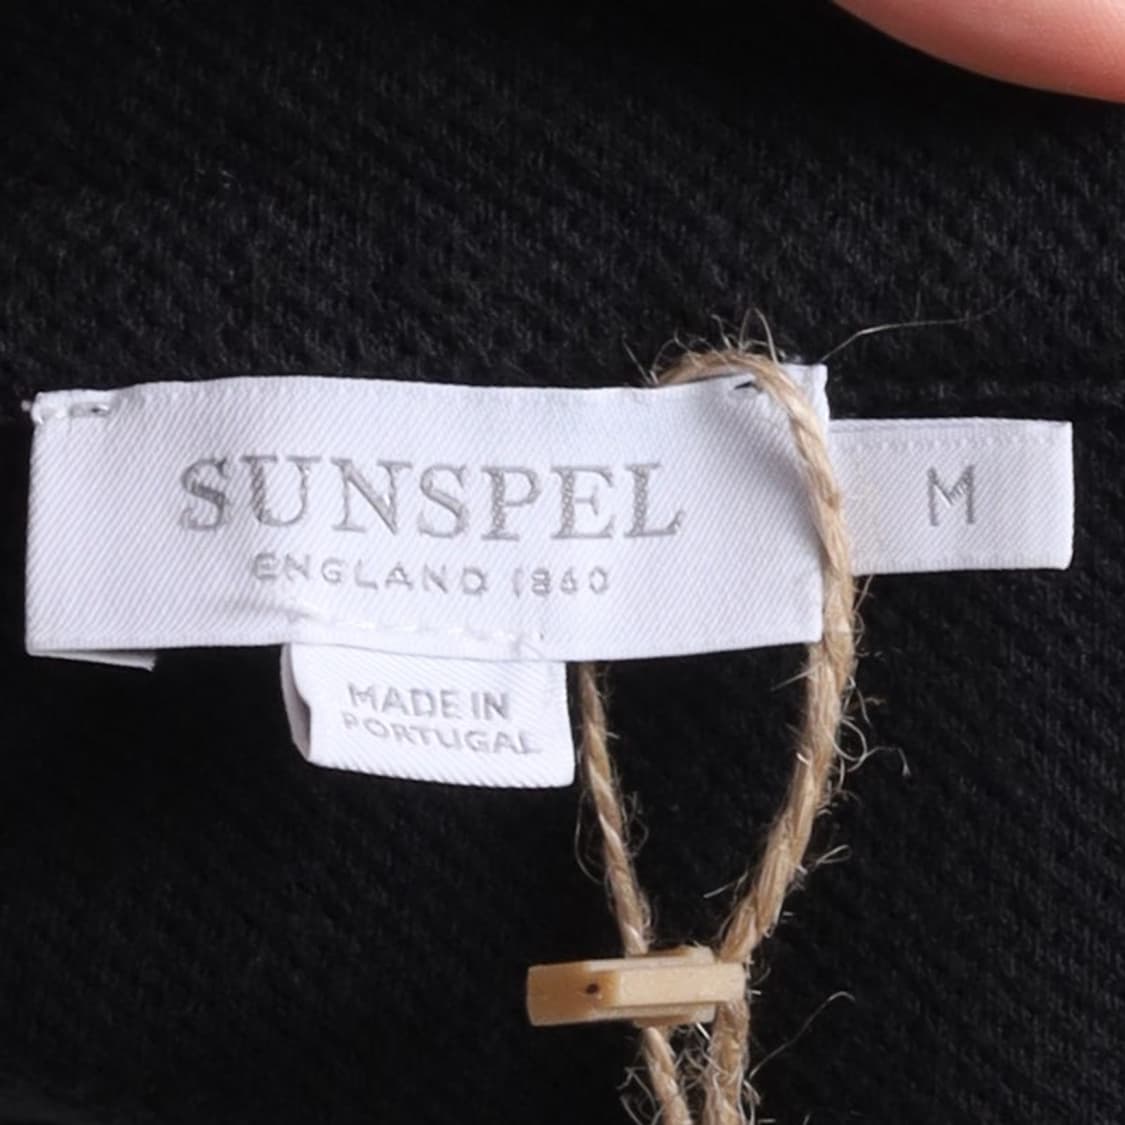 SUNSPEL
ENGLAND 1860
M
MADE IN
PORTUGAL